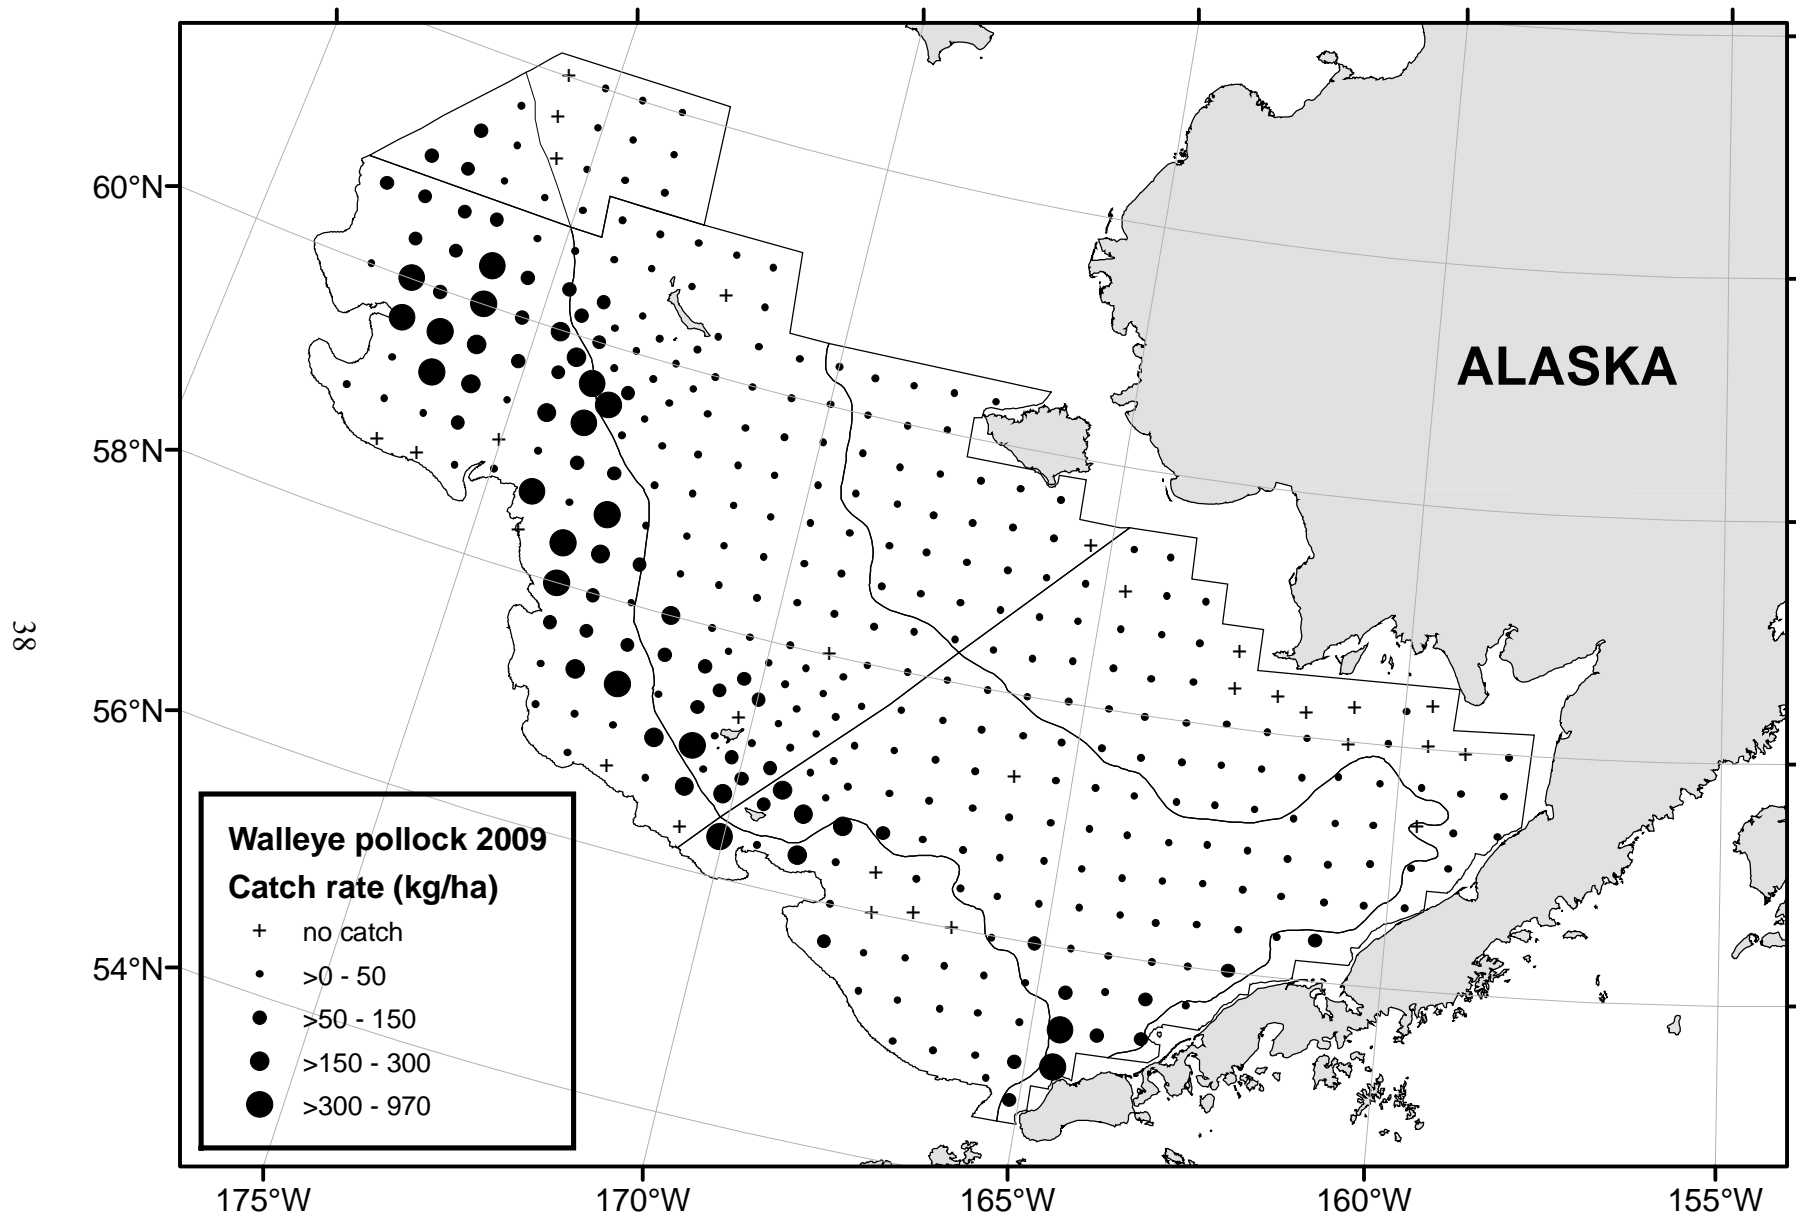 60°N
58°N
56°N
54°N
175°W
170°W
165°W
160°W
155°W
ALASKA
38
Walleye pollock 2009
Catch rate (kg/ha)
no catch
>0 - 50
>50 - 150
>150 - 300
>300 - 970